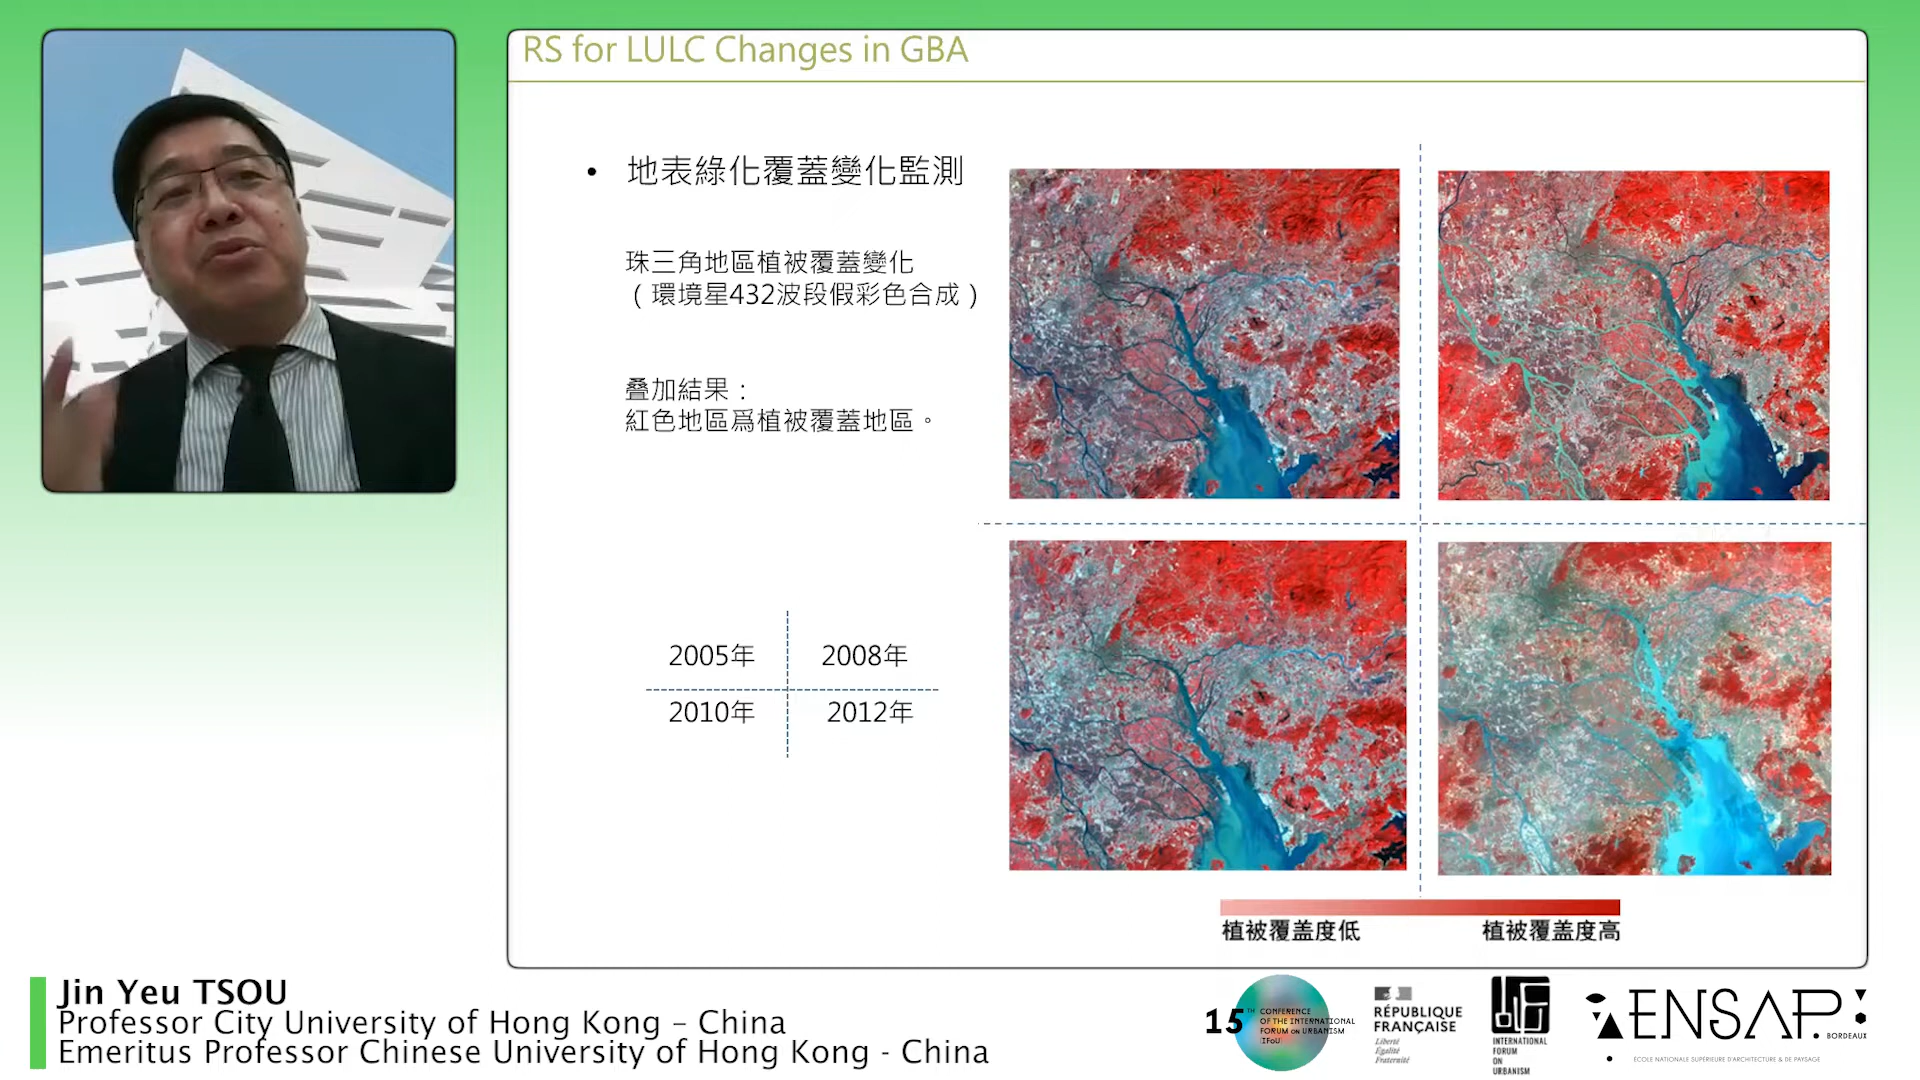 RS for LULC Changes in GBA
• 地表綠化覆蓋變化監測
珠三角地區植被覆蓋變化
（環境星432波段假彩色合成）
叠加結果：
紅色地區爲植被覆蓋地區。
2005年 2008年
2010年 2012年
植被覆盖度低 植被覆盖度高
Jin Yeu TSOU
Professor City University of Hong Kong – China
Emeritus Professor Chinese University of Hong Kong - China
15TH CONFERENCE
OF THE INTERNATIONAL
FORUM ON URBANISM
IFoU
RÉPUBLIQUE
FRANÇAISE
Liberté
Égalité
Fraternité
INTERNATIONAL
FORUM
ON
URBANISM
ENSAP
BORDEAUX
ÉCOLE NATIONALE SUPÉRIEURE D'ARCHITECTURE & DE PAYSAGE